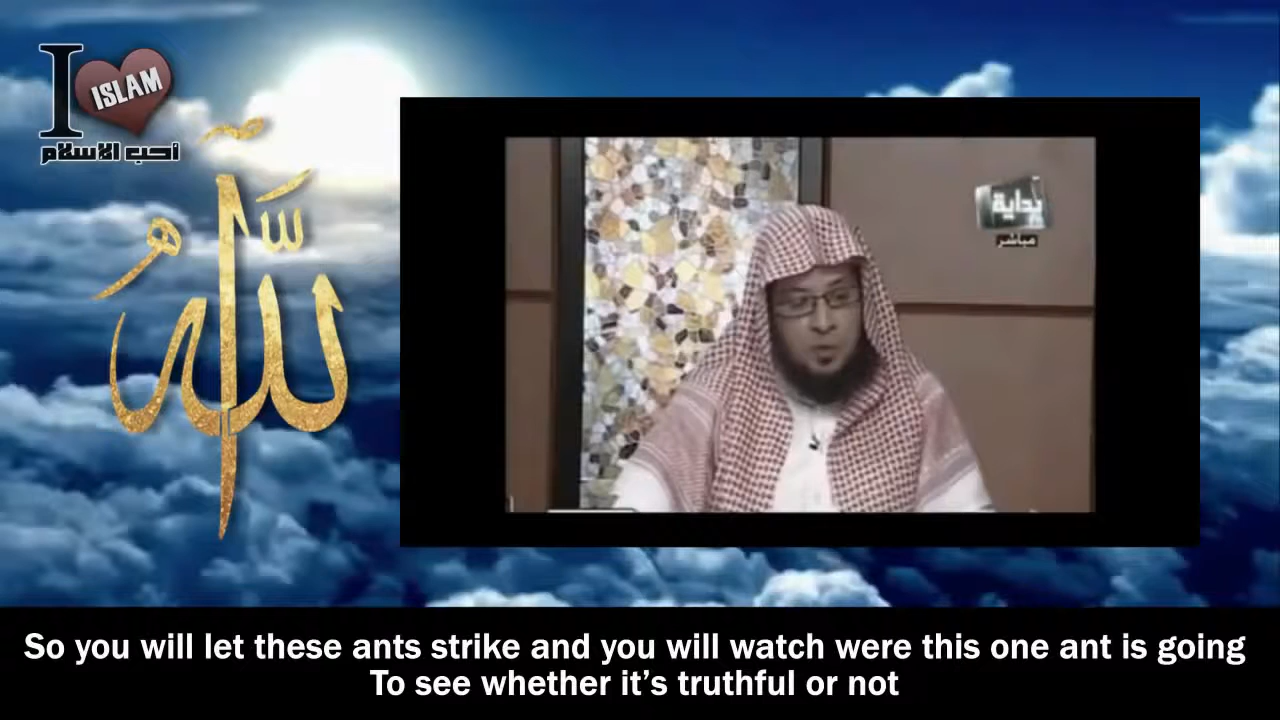 I
ISLAM
أحب الاسلام
الله
بداية
مباشر
So you will let these ants strike and you will watch were this one ant is going
To see whether it's truthful or not